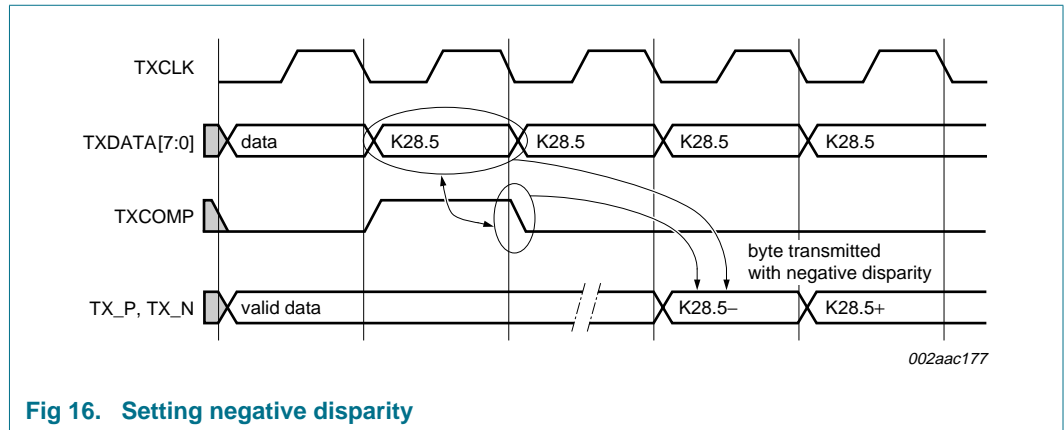 TXCLK
TXDATA[7:0]
data
K28.5
K28.5
K28.5
K28.5
TXCOMP
byte transmitted
with negative disparity
TX_P, TX_N
valid data
K28.5−
K28.5+
002aac177
Fig 16. Setting negative disparity